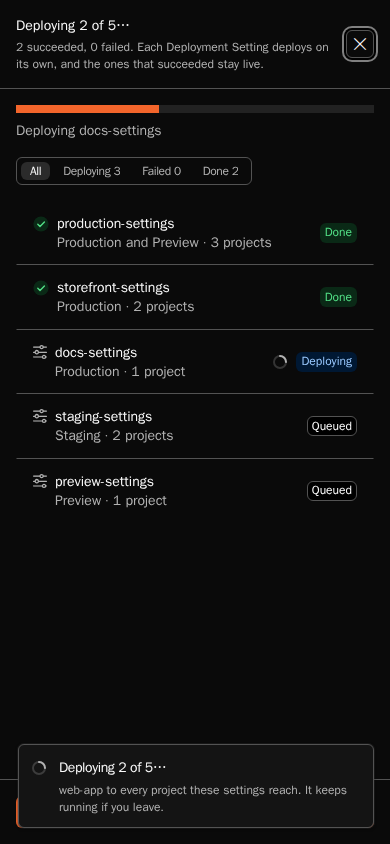 Deploying 2 of 5···
2 succeeded, 0 failed. Each Deployment Setting deploys on
its own, and the ones that succeeded stay live.
Deploying docs-settings
All Deploying 3 Failed 0 Done 2
production-settings
Production and Preview · 3 projects
Done
storefront-settings
Production · 2 projects
Done
docs-settings
Production · 1 project
Deploying
staging-settings
Staging · 2 projects
Queued
preview-settings
Preview · 1 project
Queued
Deploying 2 of 5···
web-app to every project these settings reach. It keeps
running if you leave.